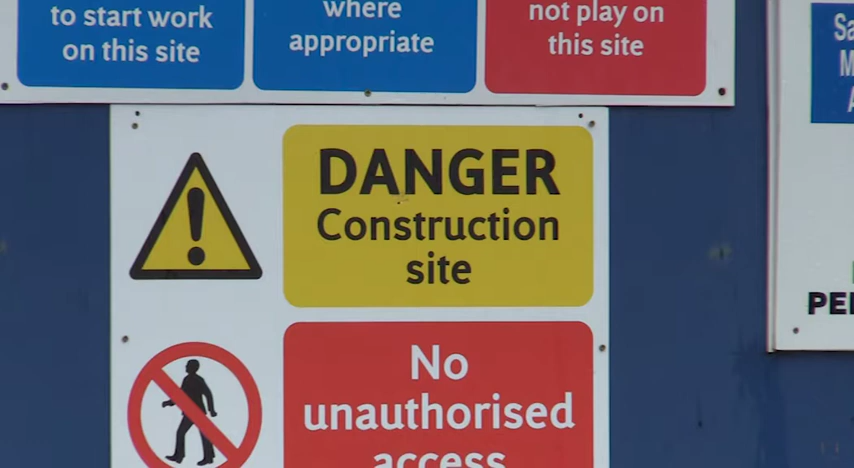 to start work
on this site
where
appropriate
not play on
this site
DANGER
Construction
site
No
unauthorised
access